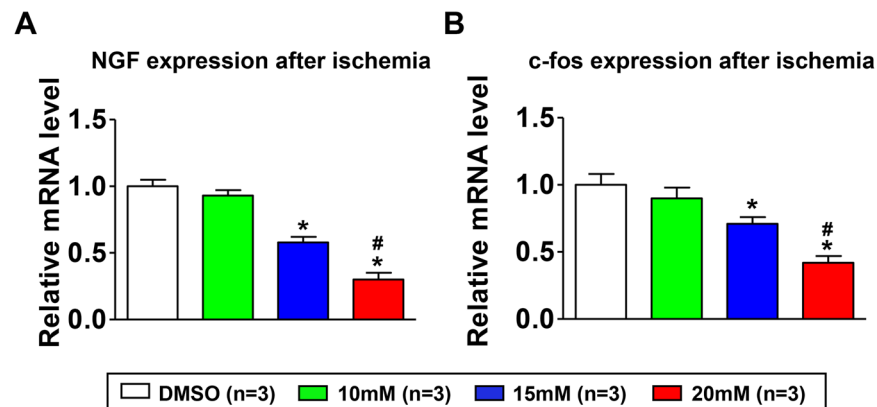 A
NGF expression after ischemia
Relative mRNA level
1.5
1.0
0.5
0.0
*
#
*
B
c-fos expression after ischemia
Relative mRNA level
1.5
1.0
0.5
0.0
*
#
*
DMSO (n=3) 10mM (n=3) 15mM (n=3) 20mM (n=3)